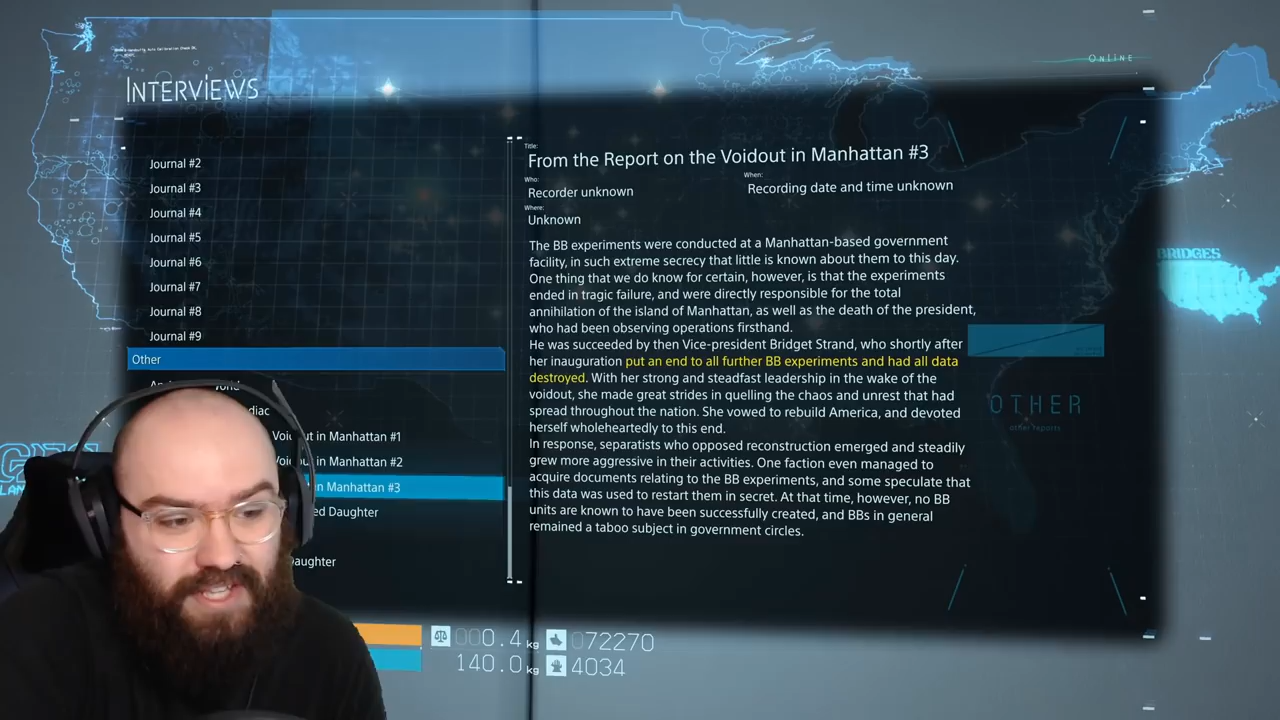 OnLInE
InTERVIEWS
Journal #2
Journal #3
Journal #4
Journal #5
Journal #6
Journal #7
Journal #8
Journal #9
Other
Voidout in Manhattan #1
Voidout in Manhattan #2
in Manhattan #3
Daughter
Daughter
Title:
From the Report on the Voidout in Manhattan #3
Who:
Recorder unknown
When:
Recording date and time unknown
Where:
Unknown
The BB experiments were conducted at a Manhattan-based government
facility, in such extreme secrecy that little is known about them to this day.
One thing that we do know for certain, however, is that the experiments
ended in tragic failure, and were directly responsible for the total
annihilation of the island of Manhattan, as well as the death of the president,
who had been observing operations firsthand.
He was succeeded by then Vice-president Bridget Strand, who shortly after
her inauguration put an end to all further BB experiments and had all data
destroyed. With her strong and steadfast leadership in the wake of the
voidout, she made great strides in quelling the chaos and unrest that had
spread throughout the nation. She vowed to rebuild America, and devoted
herself wholeheartedly to this end.
In response, separatists who opposed reconstruction emerged and steadily
grew more aggressive in their activities. One faction even managed to
acquire documents relating to the BB experiments, and some speculate that
this data was used to restart them in secret. At that time, however, no BB
units are known to have been successfully created, and BBs in general
remained a taboo subject in government circles.
BRIDGES
OTHER
other reports
000.4 kg
072270
140.0 kg
4034